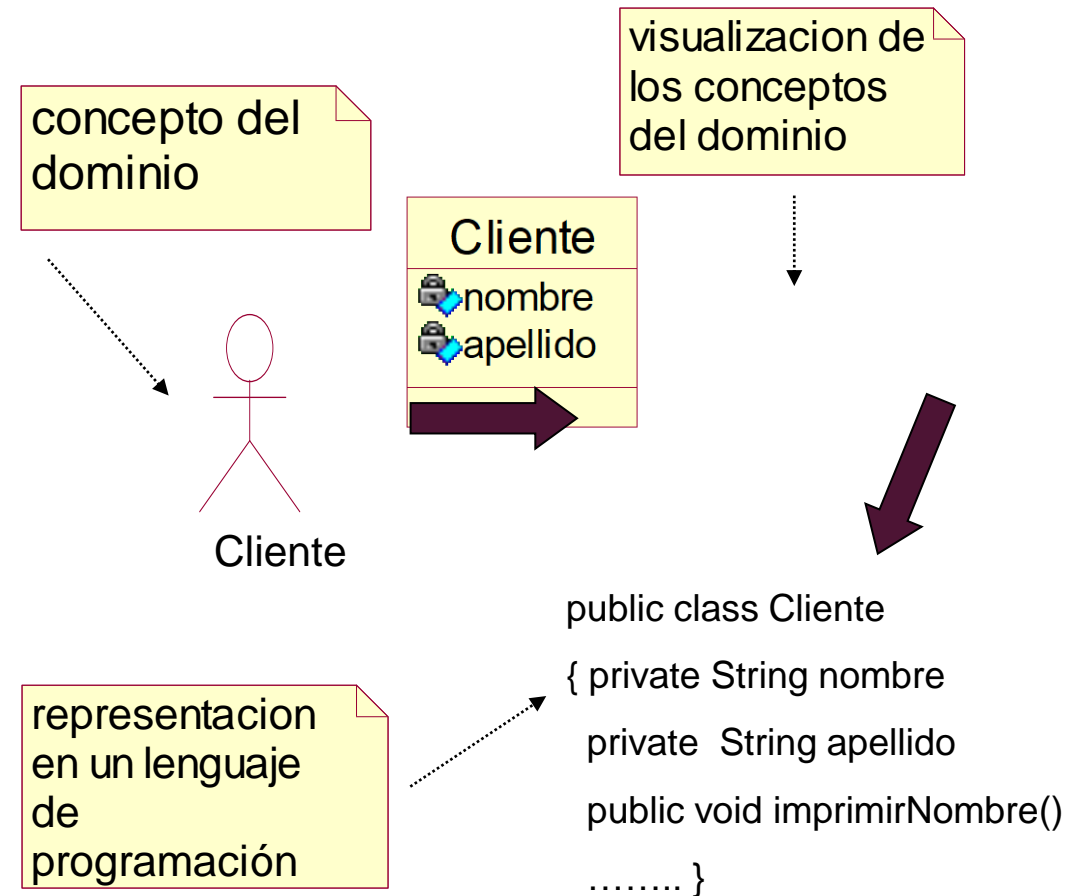 visualizacion de
los conceptos
del dominio
concepto del
dominio
Cliente
nombre
apellido
Cliente
public class Cliente
{ private String nombre
private  String apellido
public void imprimirNombre()
…….. }
representacion
en un lenguaje
de
programación